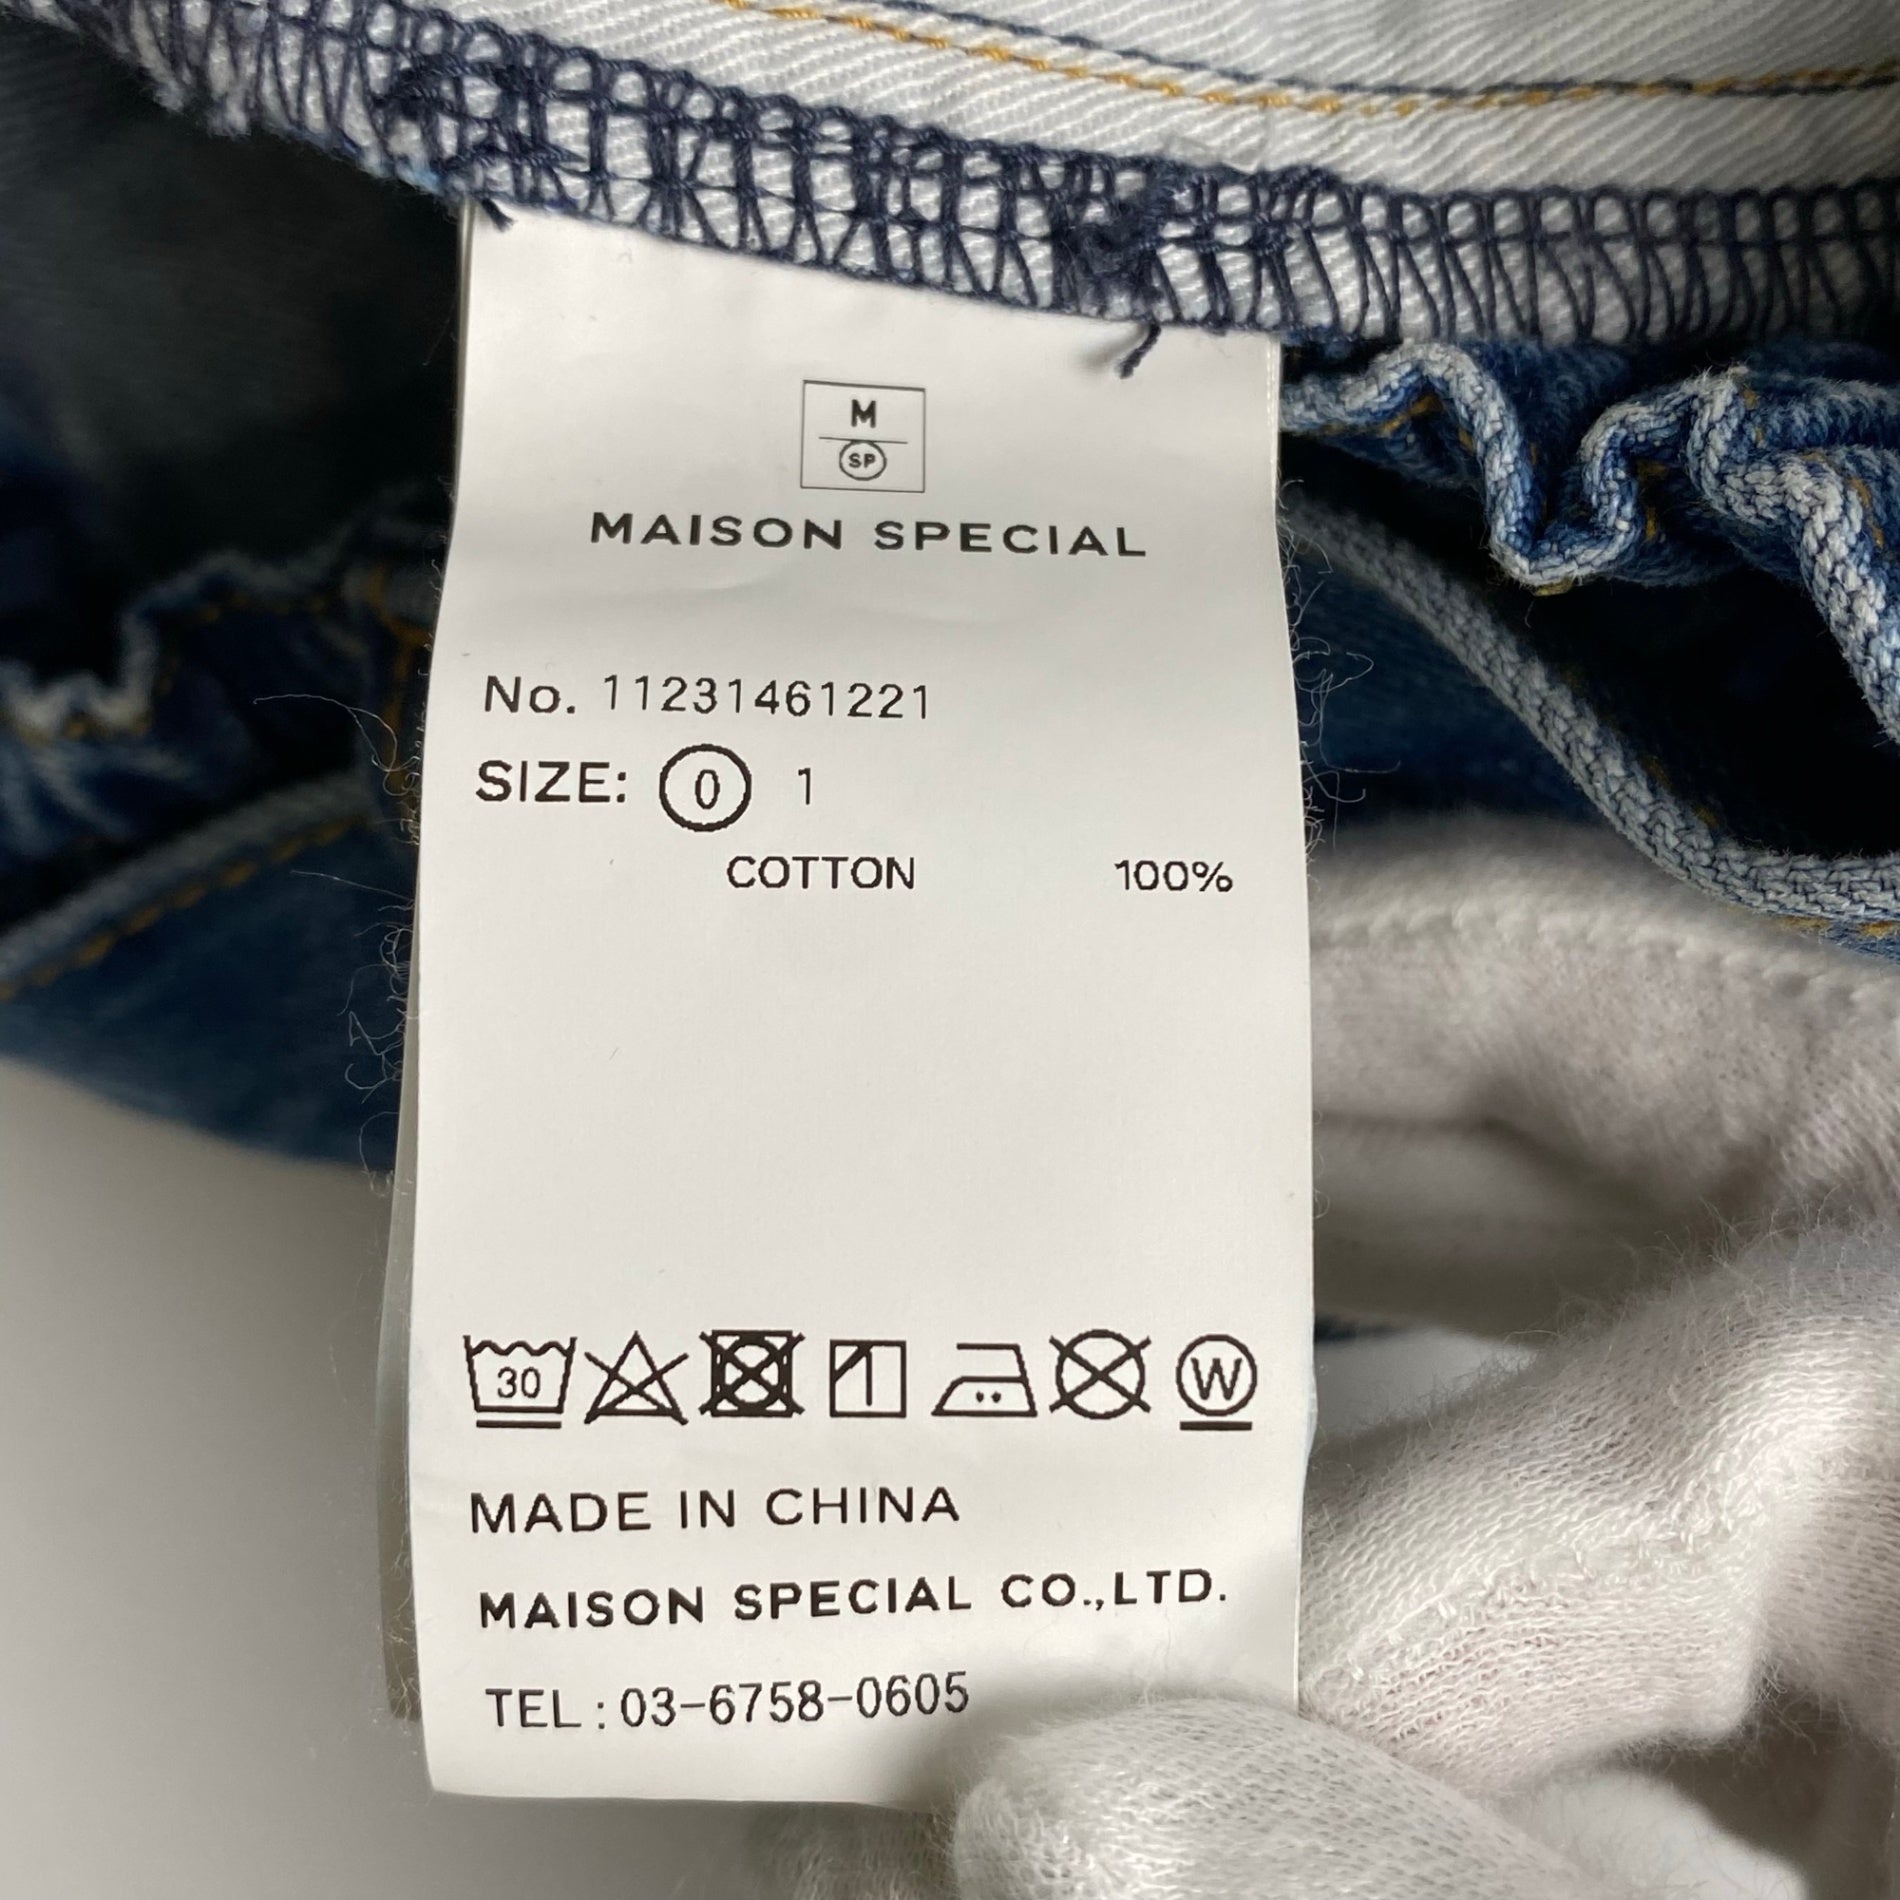 M
SP
MAISON SPECIAL
No. 11231461221
SIZE: 0 1
COTTON 100%
30 W
MADE IN CHINA
MAISON SPECIAL CO.,LTD.
TEL : 03-6758-0605